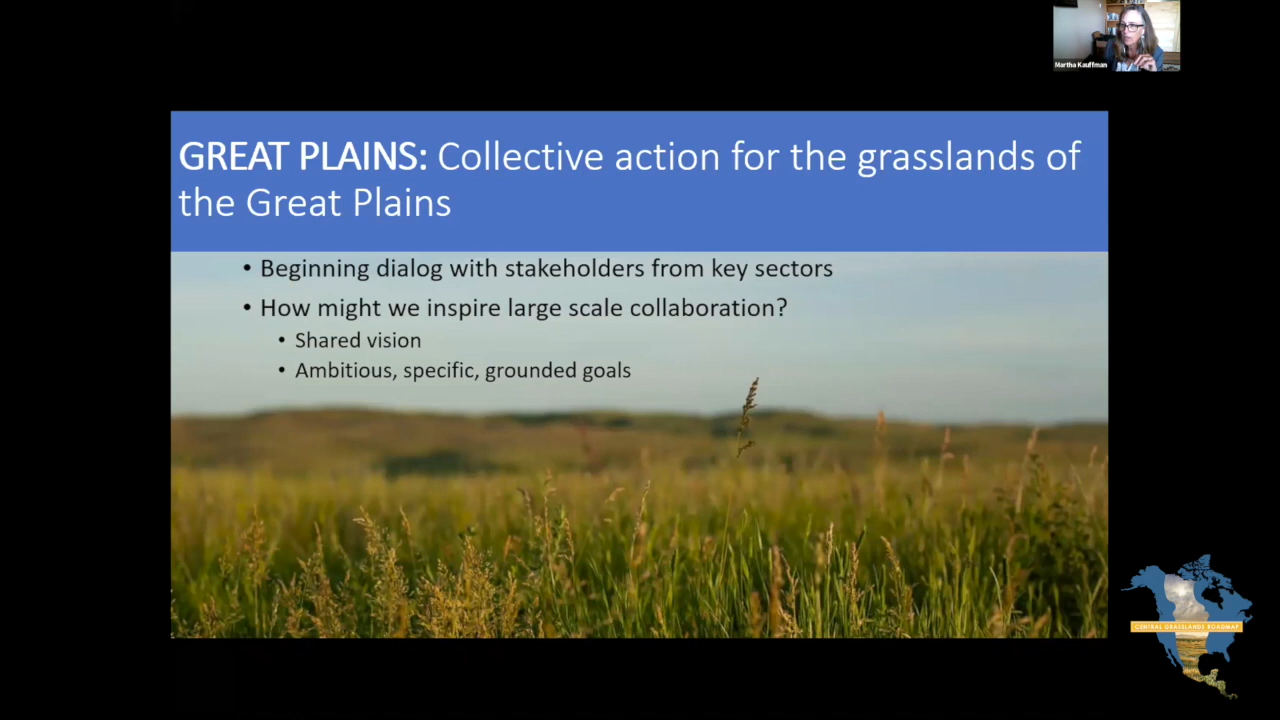 Martha Kauffman
GREAT PLAINS: Collective action for the grasslands of
the Great Plains
• Beginning dialog with stakeholders from key sectors
• How might we inspire large scale collaboration?
• Shared vision
• Ambitious, specific, grounded goals
CENTRAL GRASSLANDS ROADMAP